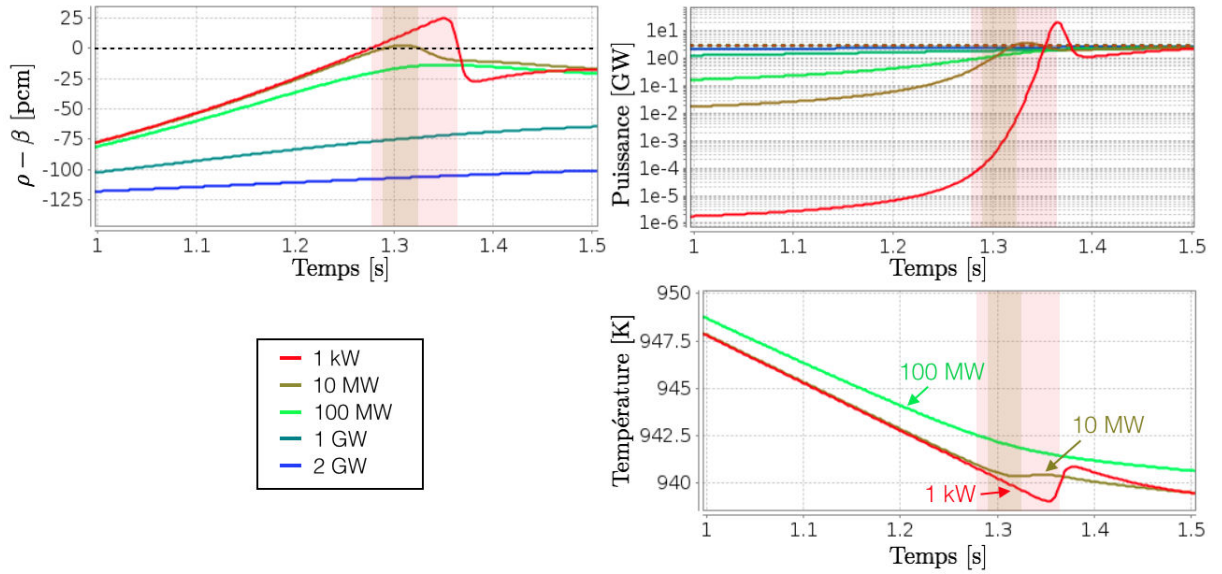 ρ − β [pcm]
25
0
-25
-50
-75
-100
-125
1
1.1
1.2
1.3
1.4
1.5
Temps [s]
Puissance [GW]
1e1
1e0
1e-1
1e-2
1e-3
1e-4
1e-5
1e-6
1
1.1
1.2
1.3
1.4
1.5
Temps [s]
1 kW
10 MW
100 MW
1 GW
2 GW
Température [K]
950
947.5
945
942.5
940
100 MW
10 MW
1 kW
1
1.1
1.2
1.3
1.4
1.5
Temps [s]